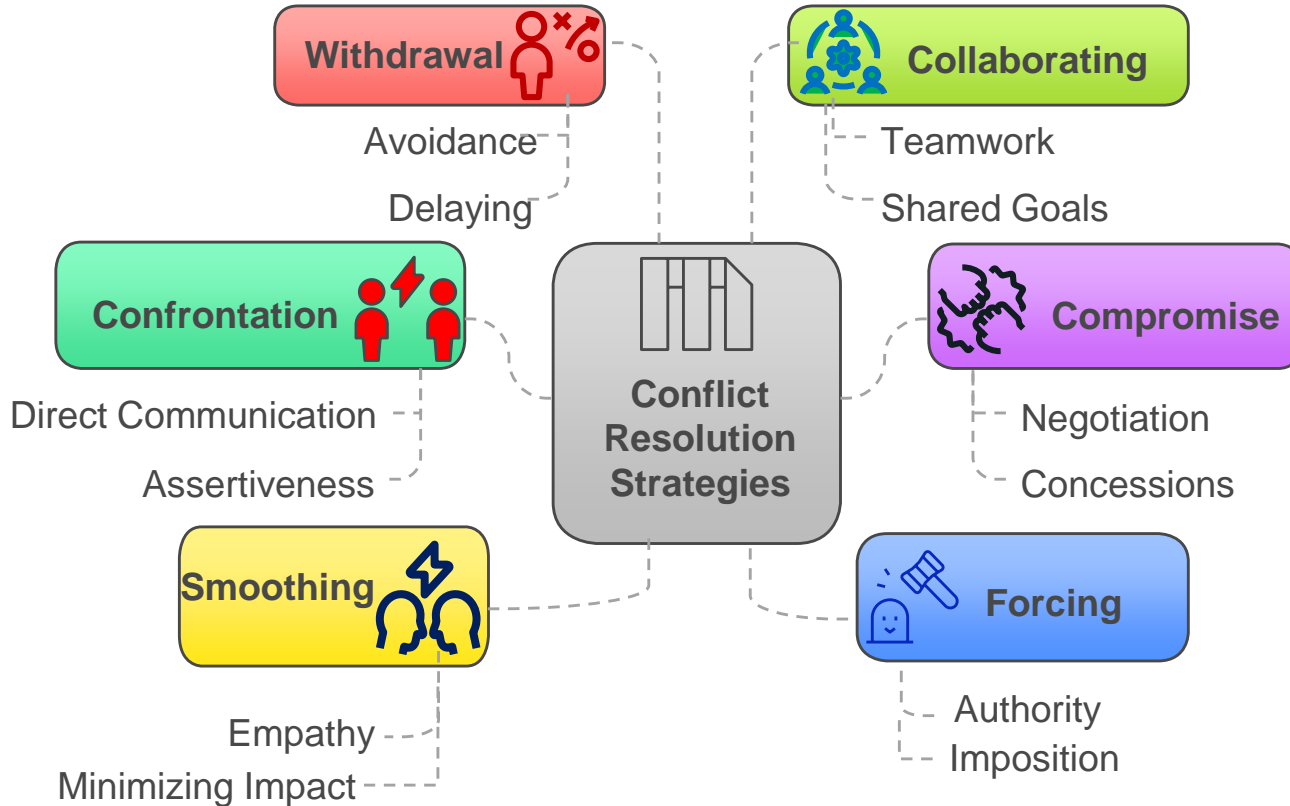 Withdrawal
Avoidance
Delaying
Collaborating
Teamwork
Shared Goals
Confrontation
Direct Communication
Assertiveness
Conflict
Resolution
Strategies
Compromise
Negotiation
Concessions
Smoothing
Empathy
Minimizing Impact
Forcing
Authority
Imposition